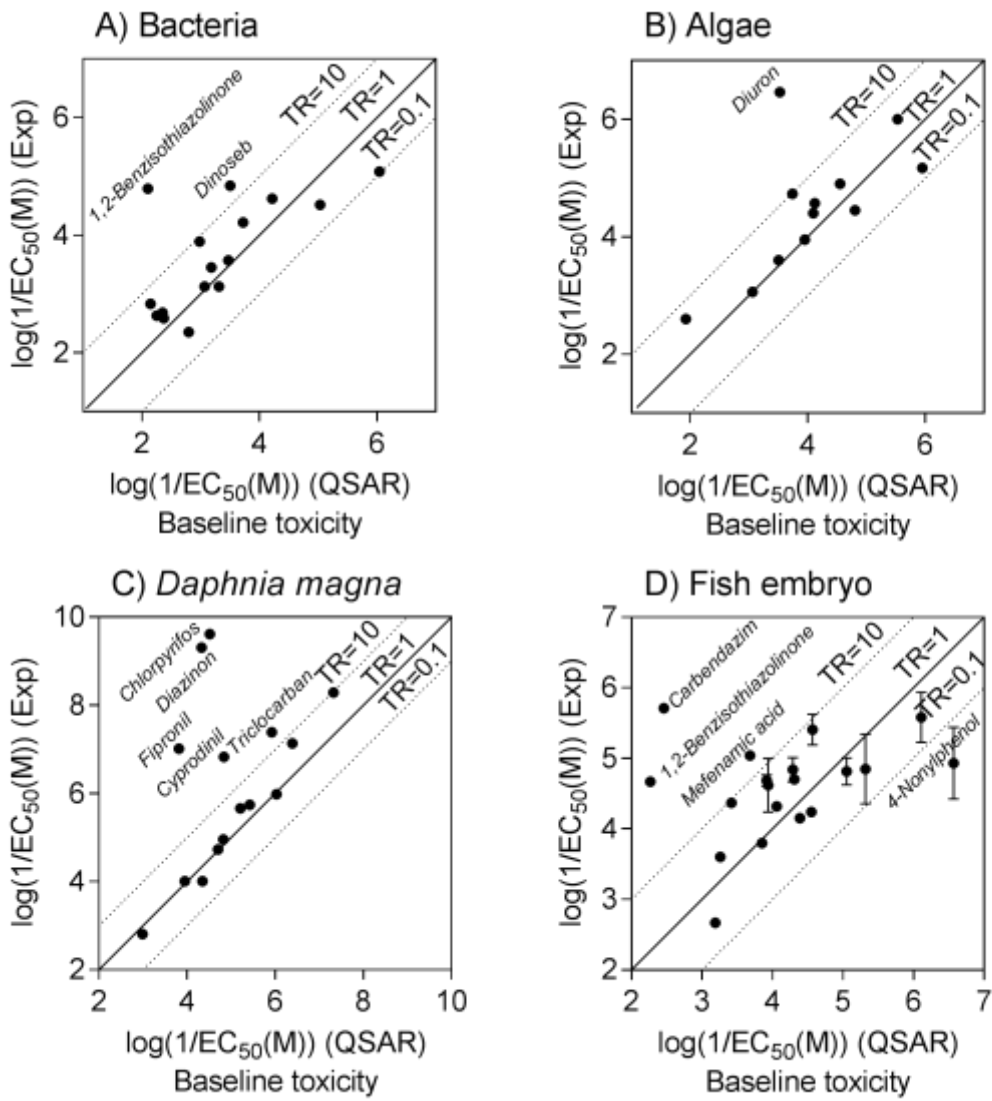 A) Bacteria
log(1/EC₅₀(M)) (Exp)
6
4
2
1,2-Benzisothiazolinone
Dinoseb
TR=10
TR=1
TR=0.1
2 4 6
log(1/EC₅₀(M)) (QSAR)
Baseline toxicity
B) Algae
log(1/EC₅₀(M)) (Exp)
6
4
2
Diuron
TR=10
TR=1
TR=0.1
2 4 6
log(1/EC₅₀(M)) (QSAR)
Baseline toxicity
C) Daphnia magna
log(1/EC₅₀(M)) (Exp)
10
8
6
4
2
Chlorpyrifos
Diazinon
Fipronil
Cyprodinil
Triclocarban
TR=10
TR=1
TR=0.1
2 4 6 8 10
log(1/EC₅₀(M)) (QSAR)
Baseline toxicity
D) Fish embryo
log(1/EC₅₀(M)) (Exp)
7
6
5
4
3
2
Carbendazim
1,2-Benzisothiazolinone
Mefenamic acid
TR=10
TR=1
TR=0.1
4-Nonylphenol
2 3 4 5 6 7
log(1/EC₅₀(M)) (QSAR)
Baseline toxicity